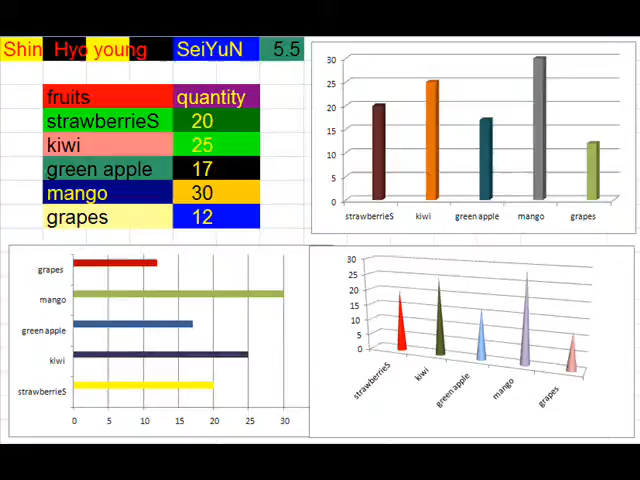 Shin Hyo young SeiYuN 5.5
fruits quantity
strawberrieS 20
kiwi 25
green apple 17
mango 30
grapes 12
30
25
20
15
10
5
0
strawberrieS kiwi green apple mango grapes
grapes
mango
green apple
kiwi
strawberrieS
0 5 10 15 20 25 30
30
25
20
15
10
5
0
strawberrieS kiwi green apple mango grapes